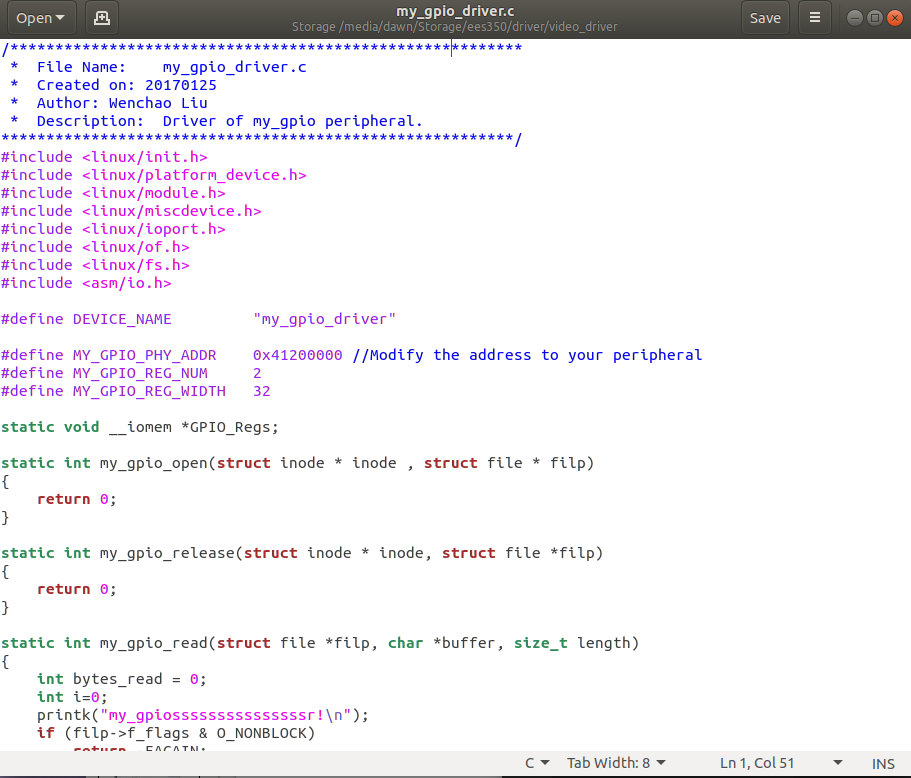 Open
my_gpio_driver.c
Storage /media/dawn/Storage/ees350/driver/video_driver
Save
/*********************************************************
 *  File Name:    my_gpio_driver.c
 *  Created on: 20170125
 *  Author: Wenchao Liu
 *  Description:  Driver of my_gpio peripheral.
*********************************************************/
#include <linux/init.h>
#include <linux/platform_device.h>
#include <linux/module.h>
#include <linux/miscdevice.h>
#include <linux/ioport.h>
#include <linux/of.h>
#include <linux/fs.h>
#include <asm/io.h>
#define DEVICE_NAME         "my_gpio_driver"
#define MY_GPIO_PHY_ADDR    0x41200000 //Modify the address to your peripheral
#define MY_GPIO_REG_NUM     2
#define MY_GPIO_REG_WIDTH   32
static void __iomem *GPIO_Regs;
static int my_gpio_open(struct inode * inode , struct file * filp)
{
    return 0;
}
static int my_gpio_release(struct inode * inode, struct file *filp)
{
    return 0;
}
static int my_gpio_read(struct file *filp, char *buffer, size_t length)
{
    int bytes_read = 0;
    int i=0;
    printk("my_gpiosssssssssssssssr!\n");
    if (filp->f_flags & O_NONBLOCK)
        return -EAGAIN;
C
Tab Width: 8
Ln 1, Col 51
INS